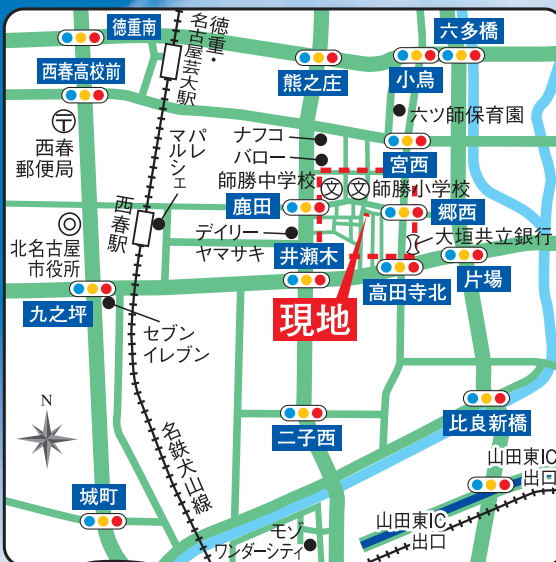 徳重南
徳重・
名古屋芸大駅
六多橋
西春高校前
熊之庄
小鳥
〒
西春
郵便局
パレ
マルシェ
ナフコ
バロー
六ツ師保育園
宮西
師勝中学校
文
文
師勝小学校
西春駅
鹿田
郷西
北名古屋
市役所
デイリー
ヤマサキ
井瀬木
大垣共立銀行
九之坪
高田寺北
片場
セブン
イレブン
現地
N
二子西
比良新橋
名鉄犬山線
山田東IC
出口
城町
山田東IC
出口
モゾ
ワンダーシティ